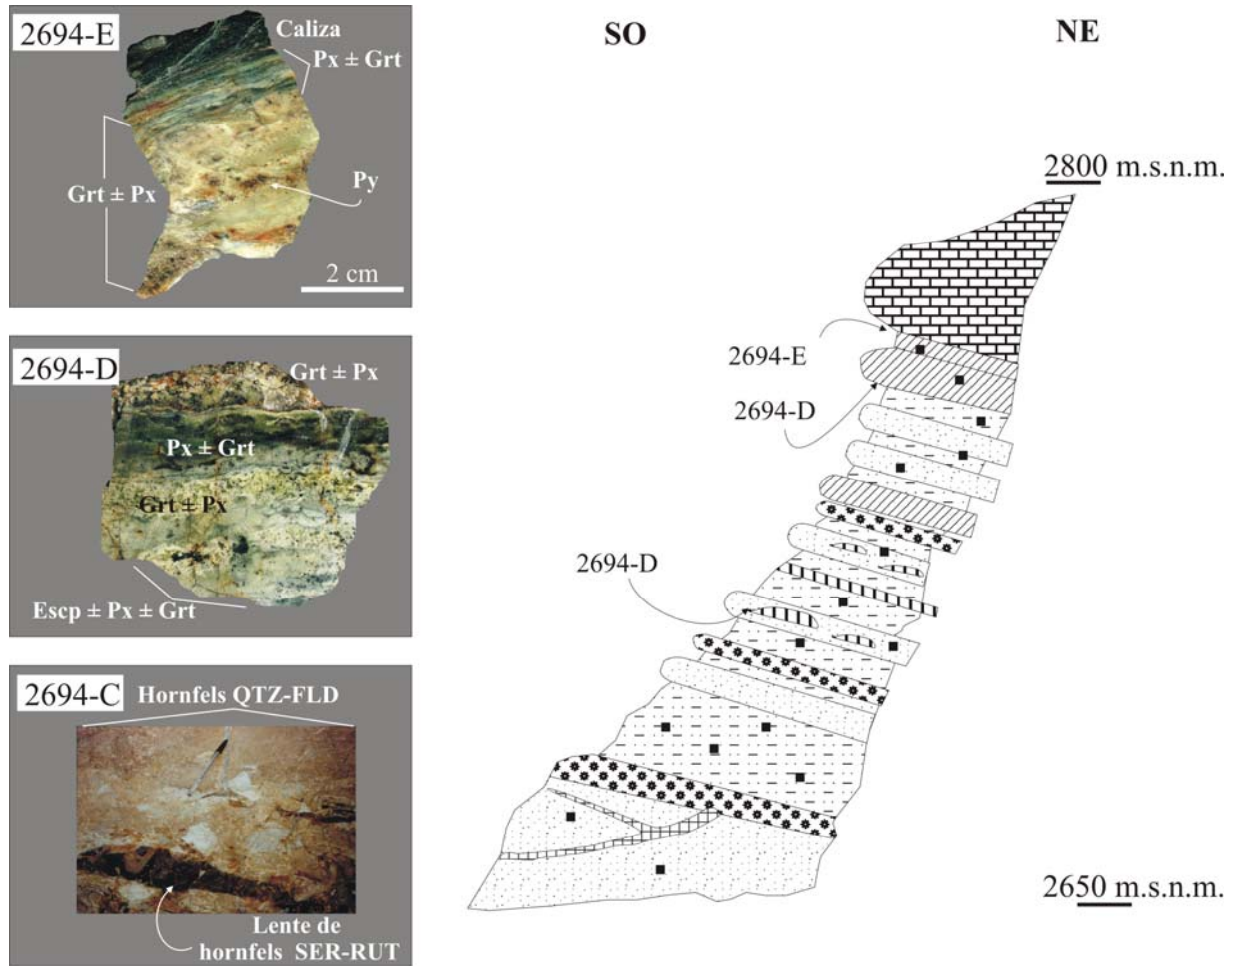 2694-E
Caliza
Px ± Grt
Grt ± Px
Py
2 cm
2694-D
Grt ± Px
Px ± Grt
Grt ± Px
Escp ± Px ± Grt
2694-C
Hornfels QTZ-FLD
Lente de
hornfels SER-RUT
SO
NE
2800 m.s.n.m.
2694-E
2694-D
2694-D
2650 m.s.n.m.